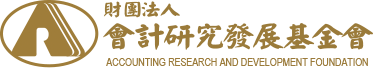 財團法人
會計研究發展基金會
ACCOUNTING RESEARCH AND DEVELOPMENT FOUNDATION